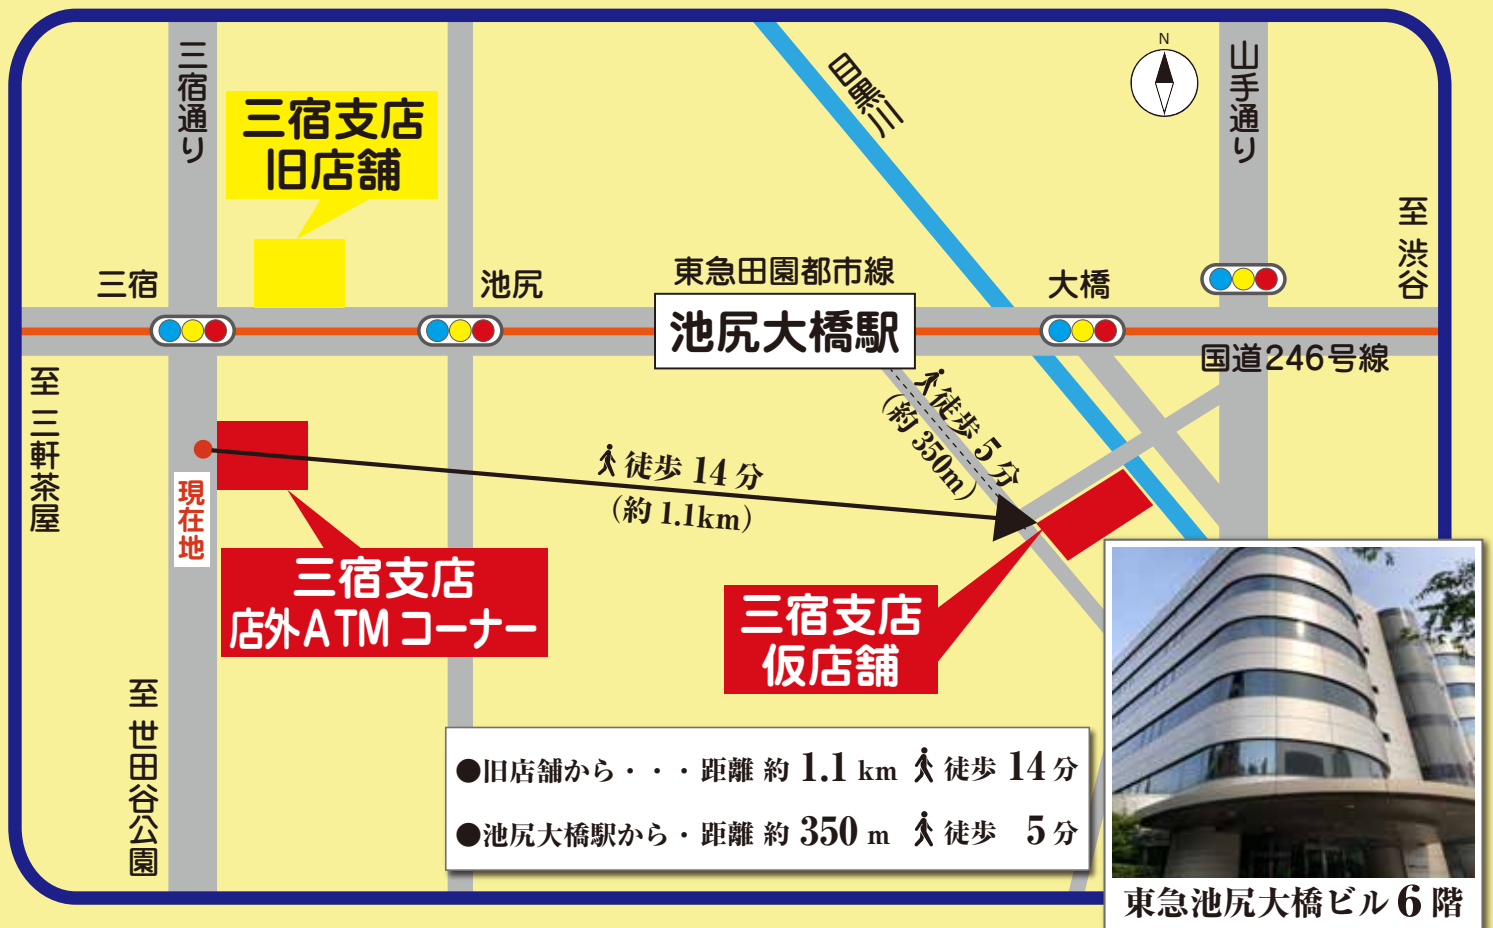 三宿通り
三宿支店
旧店舗
目黒川
N
山手通り
至 渋谷
三宿
池尻
東急田園都市線
池尻大橋駅
大橋
国道246号線
至 三軒茶屋
現在地
徒歩 14 分
(約 1.1km)
徒歩 5 分
(約 350m)
三宿支店
店外ATMコーナー
三宿支店
仮店舗
至 世田谷公園
●旧店舗から・・・距離 約 1.1 km 徒歩 14 分
●池尻大橋駅から・距離 約 350 m 徒歩 5 分
東急池尻大橋ビル 6 階